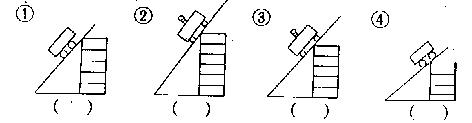 ① ② ③ ④
( ) ( ) ( ) ( )